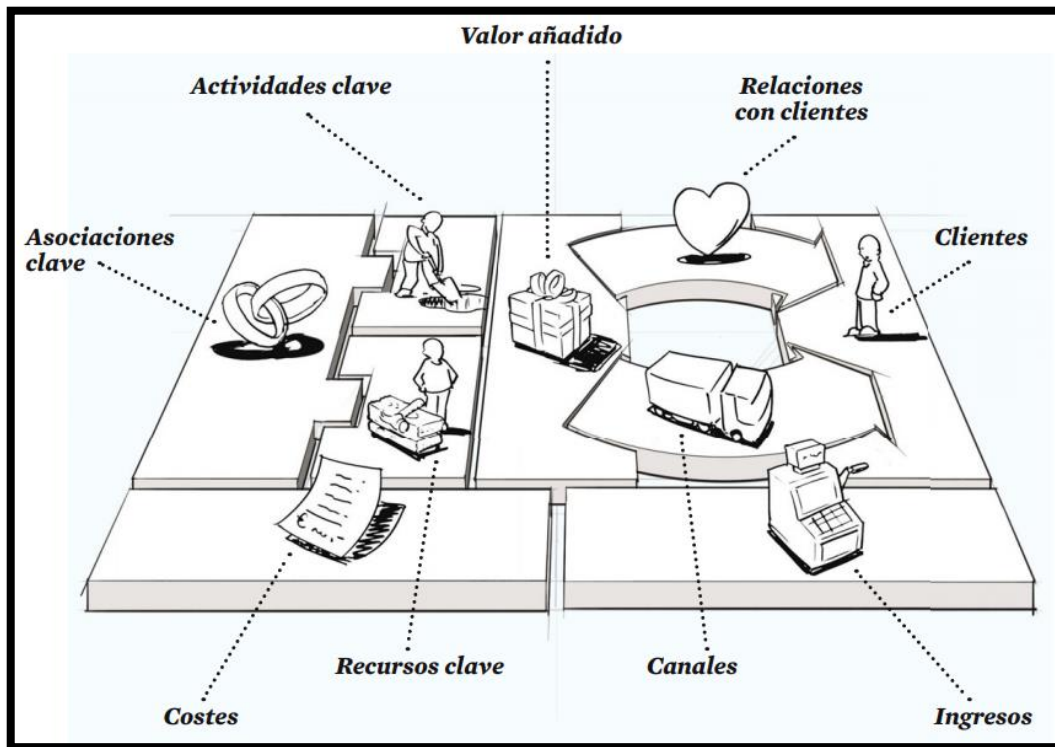 Valor añadido
Actividades clave
Relaciones
con clientes
Asociaciones
clave
Clientes
Recursos clave
Canales
Costes
Ingresos